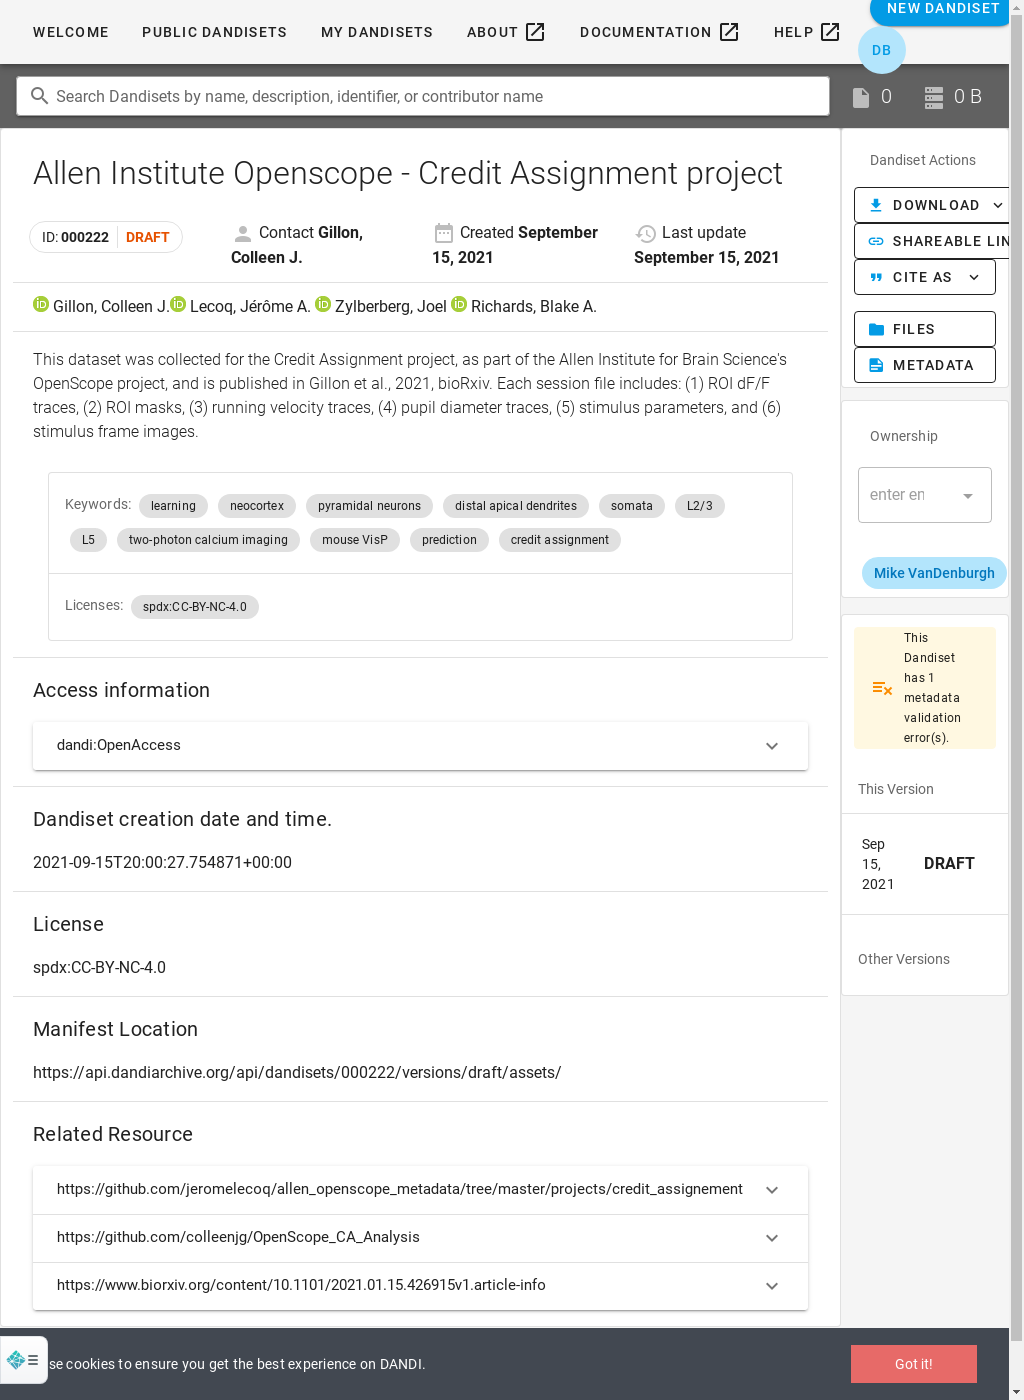 WELCOME PUBLIC DANDISETS MY DANDISETS ABOUT DOCUMENTATION HELP NEW DANDISET
DB
Search Dandisets by name, description, identifier, or contributor name 0 0 B
Allen Institute Openscope - Credit Assignment project
ID: 000222 DRAFT
Contact Gillon,
Colleen J.
Created September
15, 2021
Last update
September 15, 2021
Gillon, Colleen J. Lecoq, Jérôme A. Zylberberg, Joel Richards, Blake A.
This dataset was collected for the Credit Assignment project, as part of the Allen Institute for Brain Science's
OpenScope project, and is published in Gillon et al., 2021, bioRxiv. Each session file includes: (1) ROI dF/F
traces, (2) ROI masks, (3) running velocity traces, (4) pupil diameter traces, (5) stimulus parameters, and (6)
stimulus frame images.
Keywords: learning neocortex pyramidal neurons distal apical dendrites somata L2/3
L5 two-photon calcium imaging mouse VisP prediction credit assignment
Licenses: spdx:CC-BY-NC-4.0
Access information
dandi:OpenAccess
Dandiset creation date and time.
2021-09-15T20:00:27.754871+00:00
License
spdx:CC-BY-NC-4.0
Manifest Location
https://api.dandiarchive.org/api/dandisets/000222/versions/draft/assets/
Related Resource
https://github.com/jeromelecoq/allen_openscope_metadata/tree/master/projects/credit_assignement
https://github.com/colleenjg/OpenScope_CA_Analysis
https://www.biorxiv.org/content/10.1101/2021.01.15.426915v1.article-info
Dandiset Actions
DOWNLOAD
SHAREABLE LIN
CITE AS
FILES
METADATA
Ownership
enter en
Mike VanDenburgh
This
Dandiset
has 1
metadata
validation
error(s).
This Version
Sep
15,
2021
DRAFT
Other Versions
se cookies to ensure you get the best experience on DANDI.
Got it!